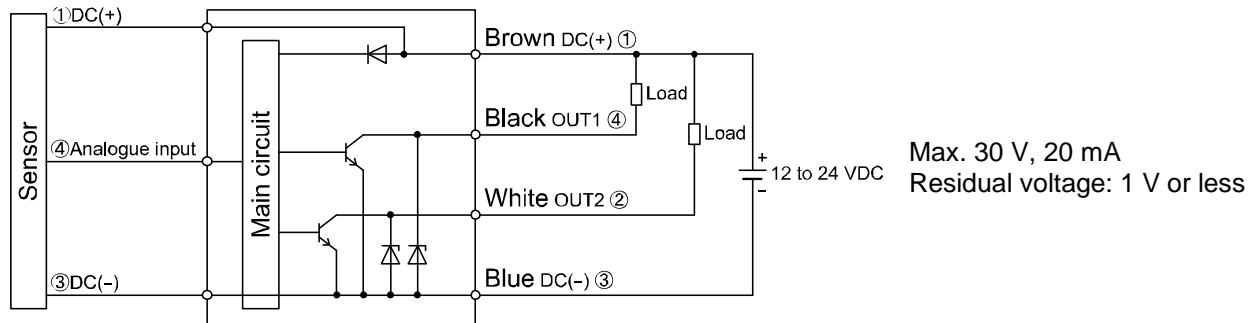 ①DC(+)
Brown DC(+) ①
Load
Black OUT1 ④
Load
Sensor
④Analogue input
Main circuit
+
12 to 24 VDC
−
Max. 30 V, 20 mA
Residual voltage: 1 V or less
White OUT2 ②
③DC(−)
Blue DC(−) ③